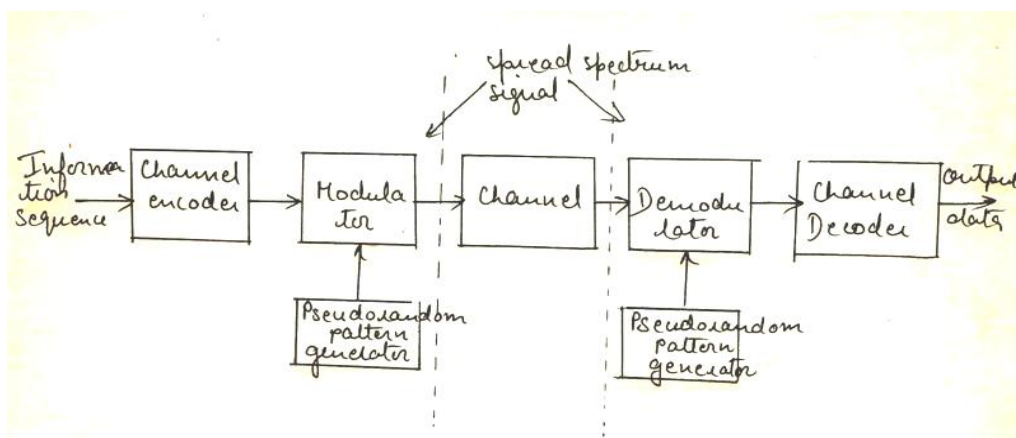 spread spectrum
signal
Informa
tion
sequence
Channel
encoder
Modula
tor
Channel
Demodu
lator
Channel
Decoder
output
data
Pseudorandom
pattern
generator
Pseudorandom
pattern
generator